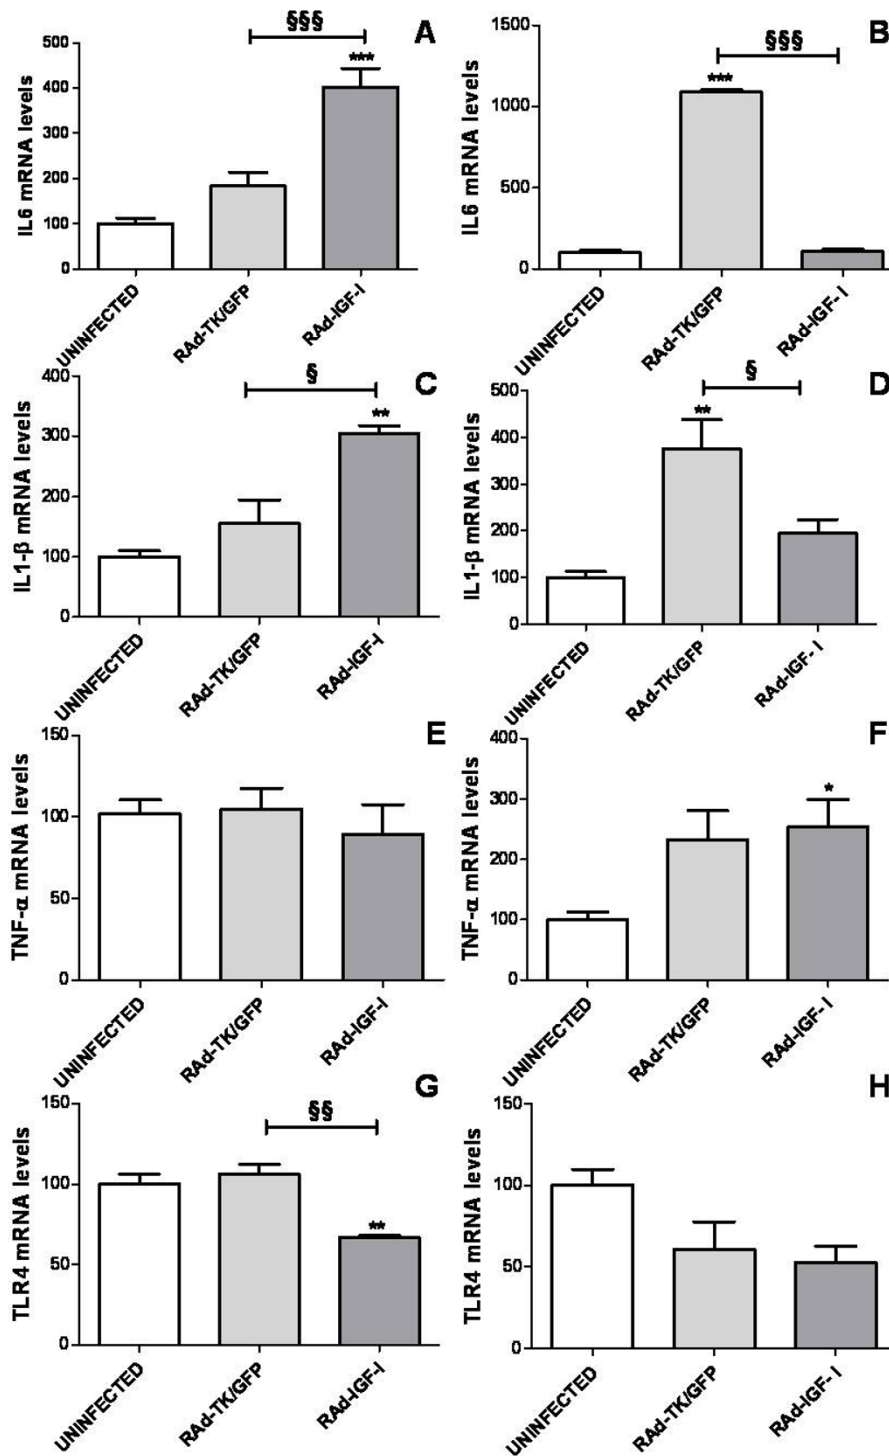 §§§
A
***
IL6 mRNA levels
500
400
300
200
100
0
UNINFECTED
RAd-TK/GFP
RAd-IGF-I
B
§§§
***
IL6 mRNA levels
1500
1000
500
0
UNINFECTED
RAd-TK/GFP
RAd-IGF- I
C
§
**
IL1-β mRNA levels
400
300
200
100
0
UNINFECTED
RAd-TK/GFP
RAd-IGF-I
D
§
**
IL1-β mRNA levels
500
400
300
200
100
0
UNINFECTED
RAd-TK/GFP
RAd-IGF- I
E
TNF-α mRNA levels
150
100
50
0
UNINFECTED
RAd-TK/GFP
RAd-IGF-I
F
*
TNF-α mRNA levels
400
300
200
100
0
UNINFECTED
RAd-TK/GFP
RAd-IGF- I
G
§§
**
TLR4 mRNA levels
150
100
50
0
UNINFECTED
RAd-TK/GFP
RAd-IGF-I
H
TLR4 mRNA levels
150
100
50
0
UNINFECTED
RAd-TK/GFP
RAd-IGF- I